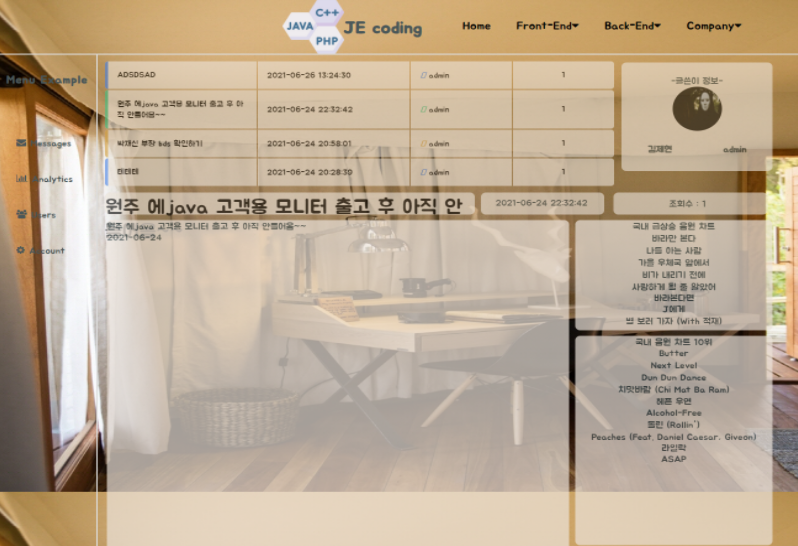 C++
JAVA
PHP
JE coding
Home
Front-End
Back-End
Company
Menu Example
Messages
Analytics
Users
Account
ADSDSAD 2021-06-26 13:24:30 admin 1
원주 에java 고객용 모니터 출고 후 아
직 안들어옴~~ 2021-06-24 22:32:42 admin 1
박재신 부장 bds 확인하기 2021-06-24 20:58:01 admin 1
티티티 2021-06-24 20:28:39 admin 1
-글쓴이 정보-
김재현 admin
원주 에java 고객용 모니터 출고 후 아직 안
2021-06-24 22:32:42
조회수 : 1
원주 에java 고객용 모니터 출고 후 아직 안들어옴~~
2021-06-24
국내 급상승 음원 차트
바라만 본다
나를 아는 사람
가을 우체국 앞에서
비가 내리기 전에
사랑하게 될 줄 알았어
바라본다면
J에게
밤 보러 가자 (With 적재)
국내 음원 차트 10위
Butter
Next Level
Dun Dun Dance
치맛바람 (Chi Mat Ba Ram)
헤픈 우연
Alcohol-Free
롤린 (Rollin')
Peaches (Feat. Daniel Caesar, Giveon)
라일락
ASAP